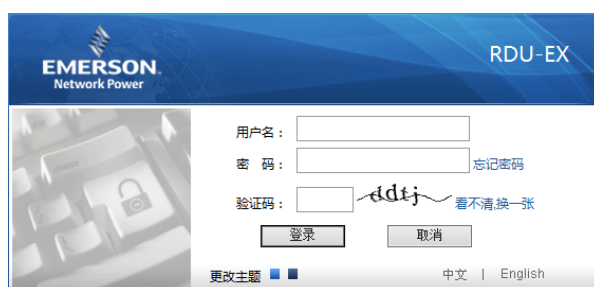 EMERSON.
Network Power
RDU-EX
用户名：
密 码： 忘记密码
验证码： ddtj 看不清,换一张
登录 取消
更改主题 中文 | English